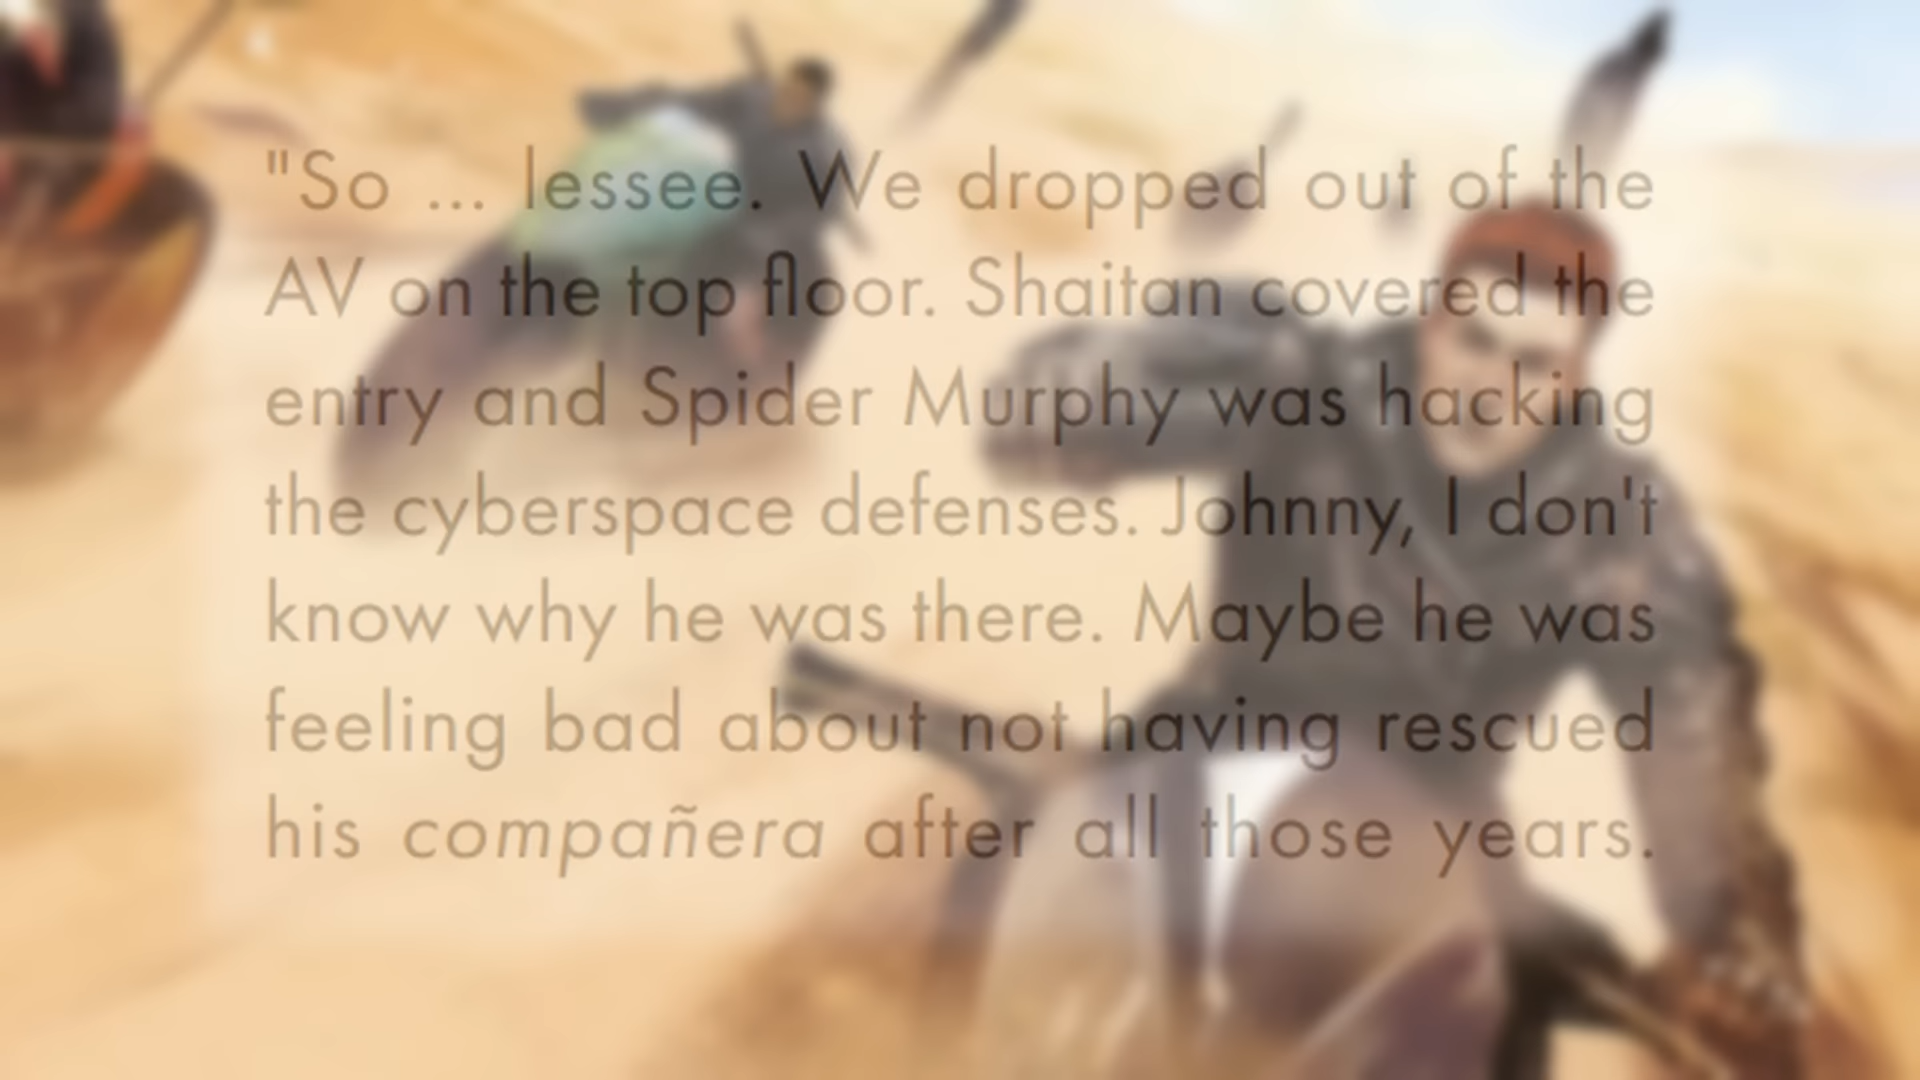 "So ... lessee. We dropped out of the
AV on the top floor. Shaitan covered the
entry and Spider Murphy was hacking
the cyberspace defenses. Johnny, I don't
know why he was there. Maybe he was
feeling bad about not having rescued
his compañera after all those years.